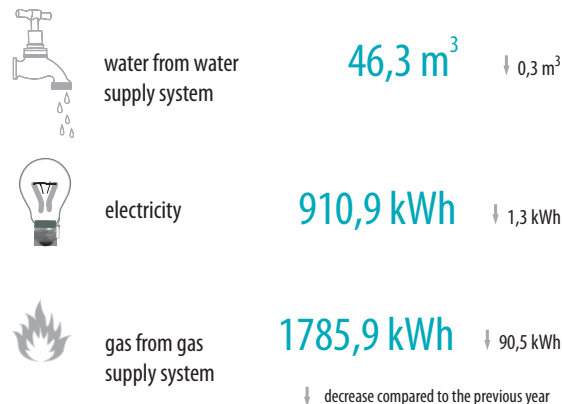 water from water
supply system
46,3 m³
0,3 m³
electricity
910,9 kWh
1,3 kWh
gas from gas
supply system
1785,9 kWh
90,5 kWh
decrease compared to the previous year